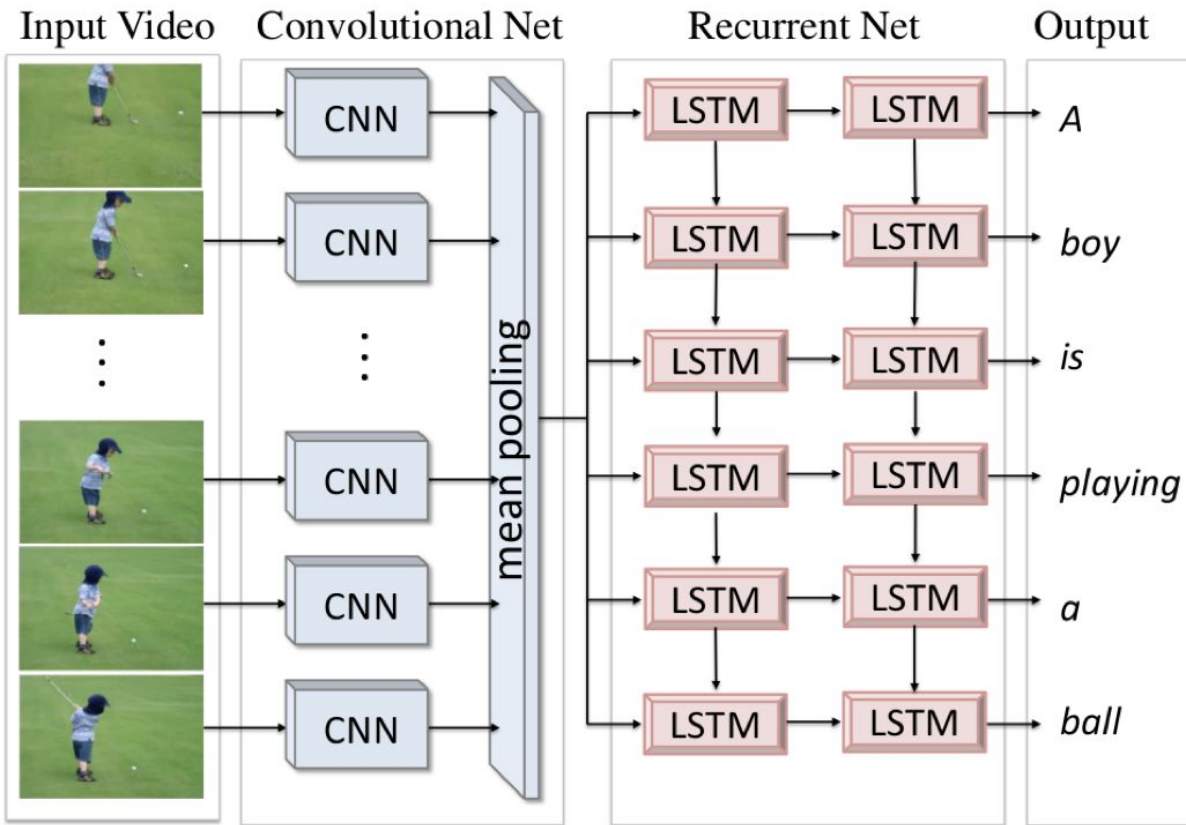 Input Video
Convolutional Net
Recurrent Net
Output
CNN
CNN
CNN
CNN
CNN
mean pooling
LSTM
LSTM
A
LSTM
LSTM
boy
LSTM
LSTM
is
LSTM
LSTM
playing
LSTM
LSTM
a
LSTM
LSTM
ball